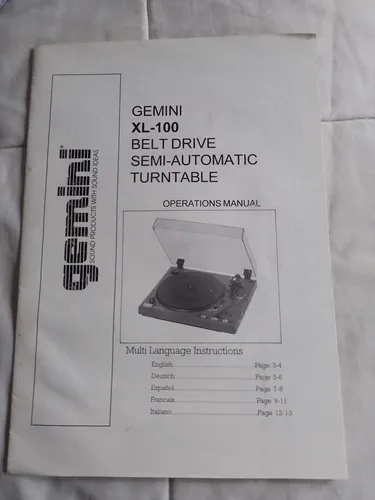 gemini
SOUND PRODUCTS WITH SOUND IDEAS
GEMINI
XL-100
BELT DRIVE
SEMI-AUTOMATIC
TURNTABLE
OPERATIONS MANUAL
Multi Language Instructions
English Page 3-4
Deutsch Page 5-6
Español Page 7-8
Francais Page 9-11
Italiano Page 12-13